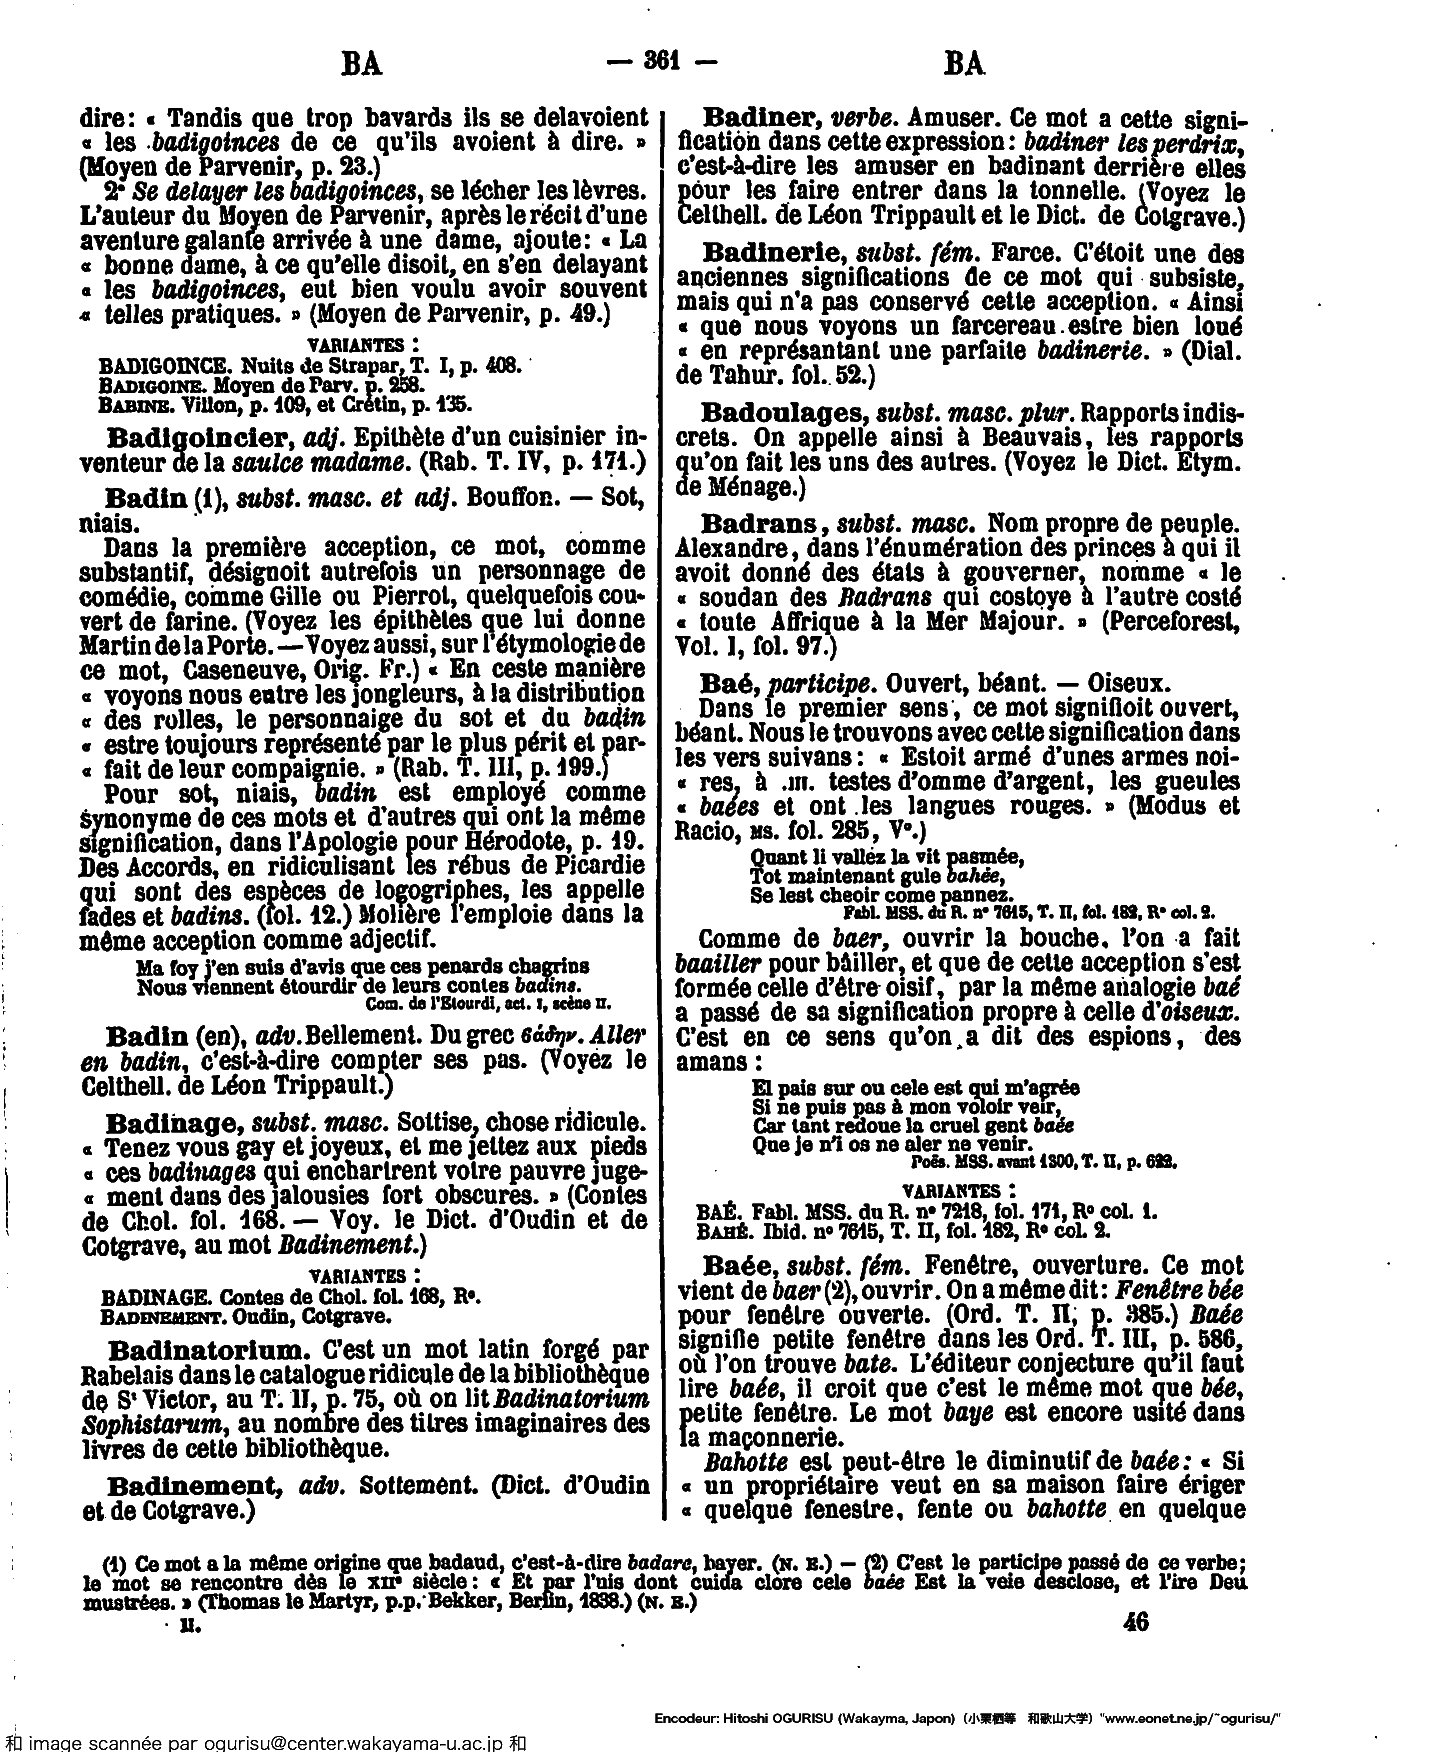 BA — 361 — BA
dire: « Tandis que trop bavards ils se delavoient
« les badigoinces de ce qu'ils avoient à dire. »
(Moyen de Parvenir, p. 23.)
2° Se delayer les badigoinces, se lécher les lèvres.
L'auteur du Moyen de Parvenir, après le récit d'une
aventure galante arrivée à une dame, ajoute: « La
« bonne dame, à ce qu'elle disoit, en s'en delayant
« les badigoinces, eut bien voulu avoir souvent
« telles pratiques. » (Moyen de Parvenir, p. 49.)
VARIANTES :
BADIGOINCE. Nuits de Strapar, T. I, p. 408.
BADIGOINE. Moyen de Parv. p. 258.
BABINE. Villon, p. 109, et Crétin, p. 135.
Badigoincier, adj. Epithète d'un cuisinier in-
venteur de la saulce madame. (Rab. T. IV, p. 171.)
Badin (1), subst. masc. et adj. Bouffon. — Sot,
niais.
Dans la première acception, ce mot, comme
substantif, désignoit autrefois un personnage de
comédie, comme Gille ou Pierrot, quelquefois cou-
vert de farine. (Voyez les épithètes que lui donne
Martin de la Porte. — Voyez aussi, sur l'étymologie de
ce mot, Caseneuve, Orig. Fr.) « En ceste manière
« voyons nous entre les jongleurs, à la distribution
« des rolles, le personnaige du sot et du badin
« estre toujours représenté par le plus périt et par-
« fait de leur compaignie. » (Rab. T. III, p. 199.)
Pour sot, niais, badin est employé comme
synonyme de ces mots et d'autres qui ont la même
signification, dans l'Apologie pour Hérodote, p. 19.
Des Accords, en ridiculisant les rébus de Picardie
qui sont des espèces de logogriphes, les appelle
fades et badins. (fol. 12.) Molière l'emploie dans la
même acception comme adjectif.
Ma foy j'en suis d'avis que ces penards chagrins
Nous viennent étourdir de leurs contes badins.
Com. de l'Etourdi, act. I, scène II.
Badin (en), adv. Bellement. Du grec βάδην. Aller
en badin, c'est-à-dire compter ses pas. (Voyez le
Celthell. de Léon Trippault.)
Badinage, subst. masc. Sottise, chose ridicule.
« Tenez vous gay et joyeux, et me jettez aux pieds
« ces badinages qui enchartrent votre pauvre juge-
« ment dans des jalousies fort obscures. » (Contes
de Chol. fol. 168. — Voy. le Dict. d'Oudin et de
Cotgrave, au mot Badinement.)
VARIANTES :
BADINAGE. Contes de Chol. fol. 168, R°.
BADINEMENT. Oudin, Cotgrave.
Badinatorium. C'est un mot latin forgé par
Rabelais dans le catalogue ridicule de la bibliothèque
de St Victor, au T. II, p. 75, où on lit Badinatorium
Sophistarum, au nombre des titres imaginaires des
livres de cette bibliothèque.
Badinement, adv. Sottement. (Dict. d'Oudin
et de Cotgrave.)
Badiner, verbe. Amuser. Ce mot a cette signi-
fication dans cette expression: badiner les perdrix,
c'est-à-dire les amuser en badinant derrière elles
pour les faire entrer dans la tonnelle. (Voyez le
Celthell. de Léon Trippault et le Dict. de Cotgrave.)
Badinerie, subst. fém. Farce. C'étoit une des
anciennes significations de ce mot qui subsiste,
mais qui n'a pas conservé cette acception. « Ainsi
« que nous voyons un farcereau estre bien loué
« en représantant une parfaite badinerie. » (Dial.
de Tahur. fol. 52.)
Badoulages, subst. masc. plur. Rapports indis-
crets. On appelle ainsi à Beauvais, les rapports
qu'on fait les uns des autres. (Voyez le Dict. Etym.
de Ménage.)
Badrans, subst. masc. Nom propre de peuple.
Alexandre, dans l'énumération des princes à qui il
avoit donné des états à gouverner, nomme « le
« soudan des Badrans qui costoye à l'autre costé
« toute Affrique à la Mer Majour. » (Perceforest,
Vol. I, fol. 97.)
Baé, participe. Ouvert, béant. — Oiseux.
Dans le premier sens, ce mot signifioit ouvert,
béant. Nous le trouvons avec cette signification dans
les vers suivans: « Estoit armé d'unes armes noi-
« res, à .III. testes d'omme d'argent, les gueules
« baées et ont les langues rouges. » (Modus et
Racio, MS. fol. 285, V°.)
Quant li vallez la vit pasmée,
Tot maintenant gule bahée,
Se lest cheoir come pannez.
Fabl. MSS. du R. n° 7615, T. II, fol. 182, R° col. 2.
Comme de baer, ouvrir la bouche, l'on a fait
baailler pour bâiller, et que de cette acception s'est
formée celle d'être oisif, par la même analogie baé
a passé de sa signification propre à celle d'oiseux.
C'est en ce sens qu'on a dit des espions, des
amans :
El païs sur ou cele est qui m'agrée
Si ne puis pas à mon voloir veir,
Car tant redoue la cruel gent baée
Que je n'i os ne aler ne venir.
Poës. MSS. avant 1300, T. II, p. 622.
VARIANTES :
BAÉ. Fabl. MSS. du R. n° 7218, fol. 171, R° col. 1.
BAHÉ. Ibid. n° 7615, T. II, fol. 182, R° col. 2.
Baée, subst. fém. Fenêtre, ouverture. Ce mot
vient de baer (2), ouvrir. On a même dit: Fenêtre bée
pour fenêtre ouverte. (Ord. T. II, p. 385.) Baée
signifie petite fenêtre dans les Ord. T. III, p. 586,
où l'on trouve bate. L'éditeur conjecture qu'il faut
lire baée, il croit que c'est le même mot que bée,
petite fenêtre. Le mot baye est encore usité dans
la maçonnerie.
Bahotte est peut-être le diminutif de baée: « Si
« un propriétaire veut en sa maison faire ériger
« quelque fenestre, fente ou bahotte en quelque
(1) Ce mot a la même origine que badaud, c'est-à-dire badare, bayer. (N. E.) — (2) C'est le participe passé de ce verbe;
le mot se rencontre dès le XIIe siècle : « Et par l'uis dont cuida clore cele baée Est la veie desclose, et l'ire Deu
mustrées. » (Thomas le Martyr, p.p. Bekker, Berlin, 1838.) (N. E.)
II. 46
Encodeur: Hitoshi OGURISU (Wakayma, Japon) (小栗栖等 和歌山大学) "www.eonet.ne.jp/~ogurisu/"
和 image scannée par ogurisu@center.wakayama-u.ac.jp 和